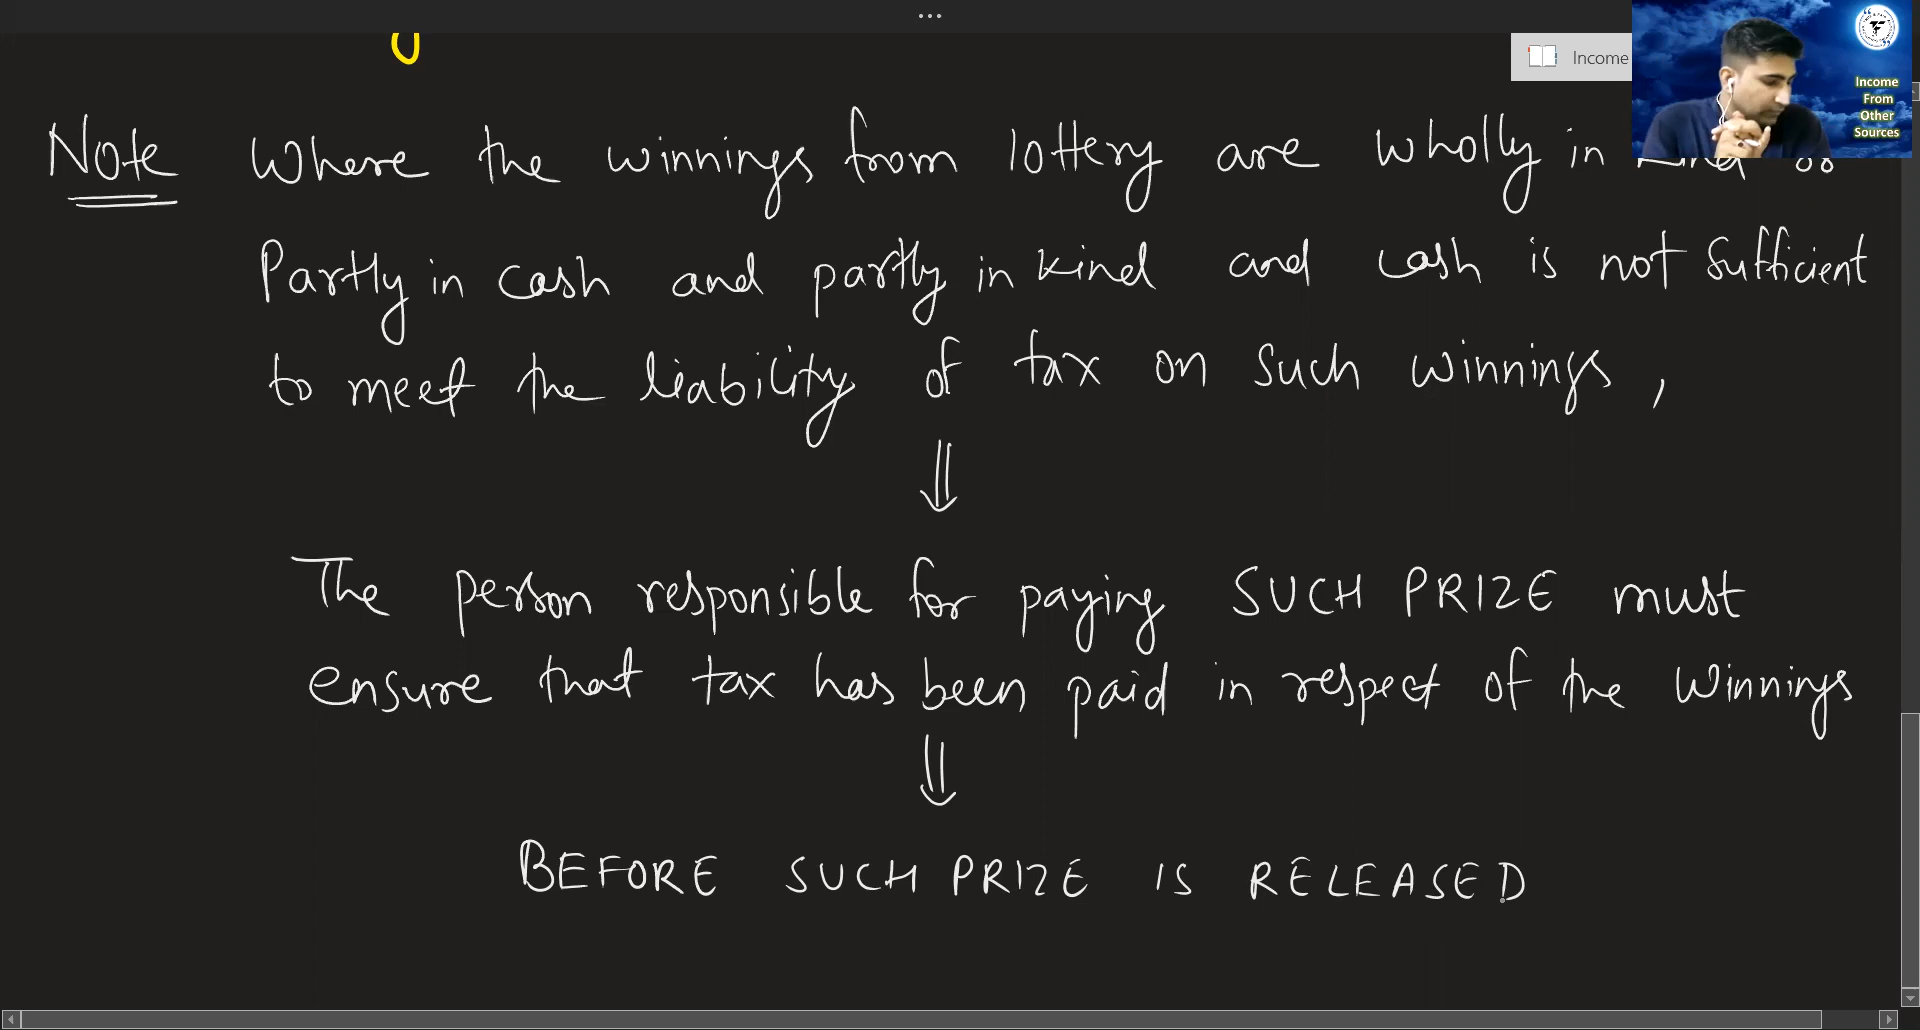 Income
Income
From
Other
Sources
Note Where the winnings from lottery are wholly in kind or
Partly in cash and partly in kind and cash is not sufficient
to meet the liability of tax on such winnings,
The person responsible for paying SUCH PRIZE must
ensure that tax has been paid in respect of the winnings
BEFORE SUCH PRIZE IS RELEASED